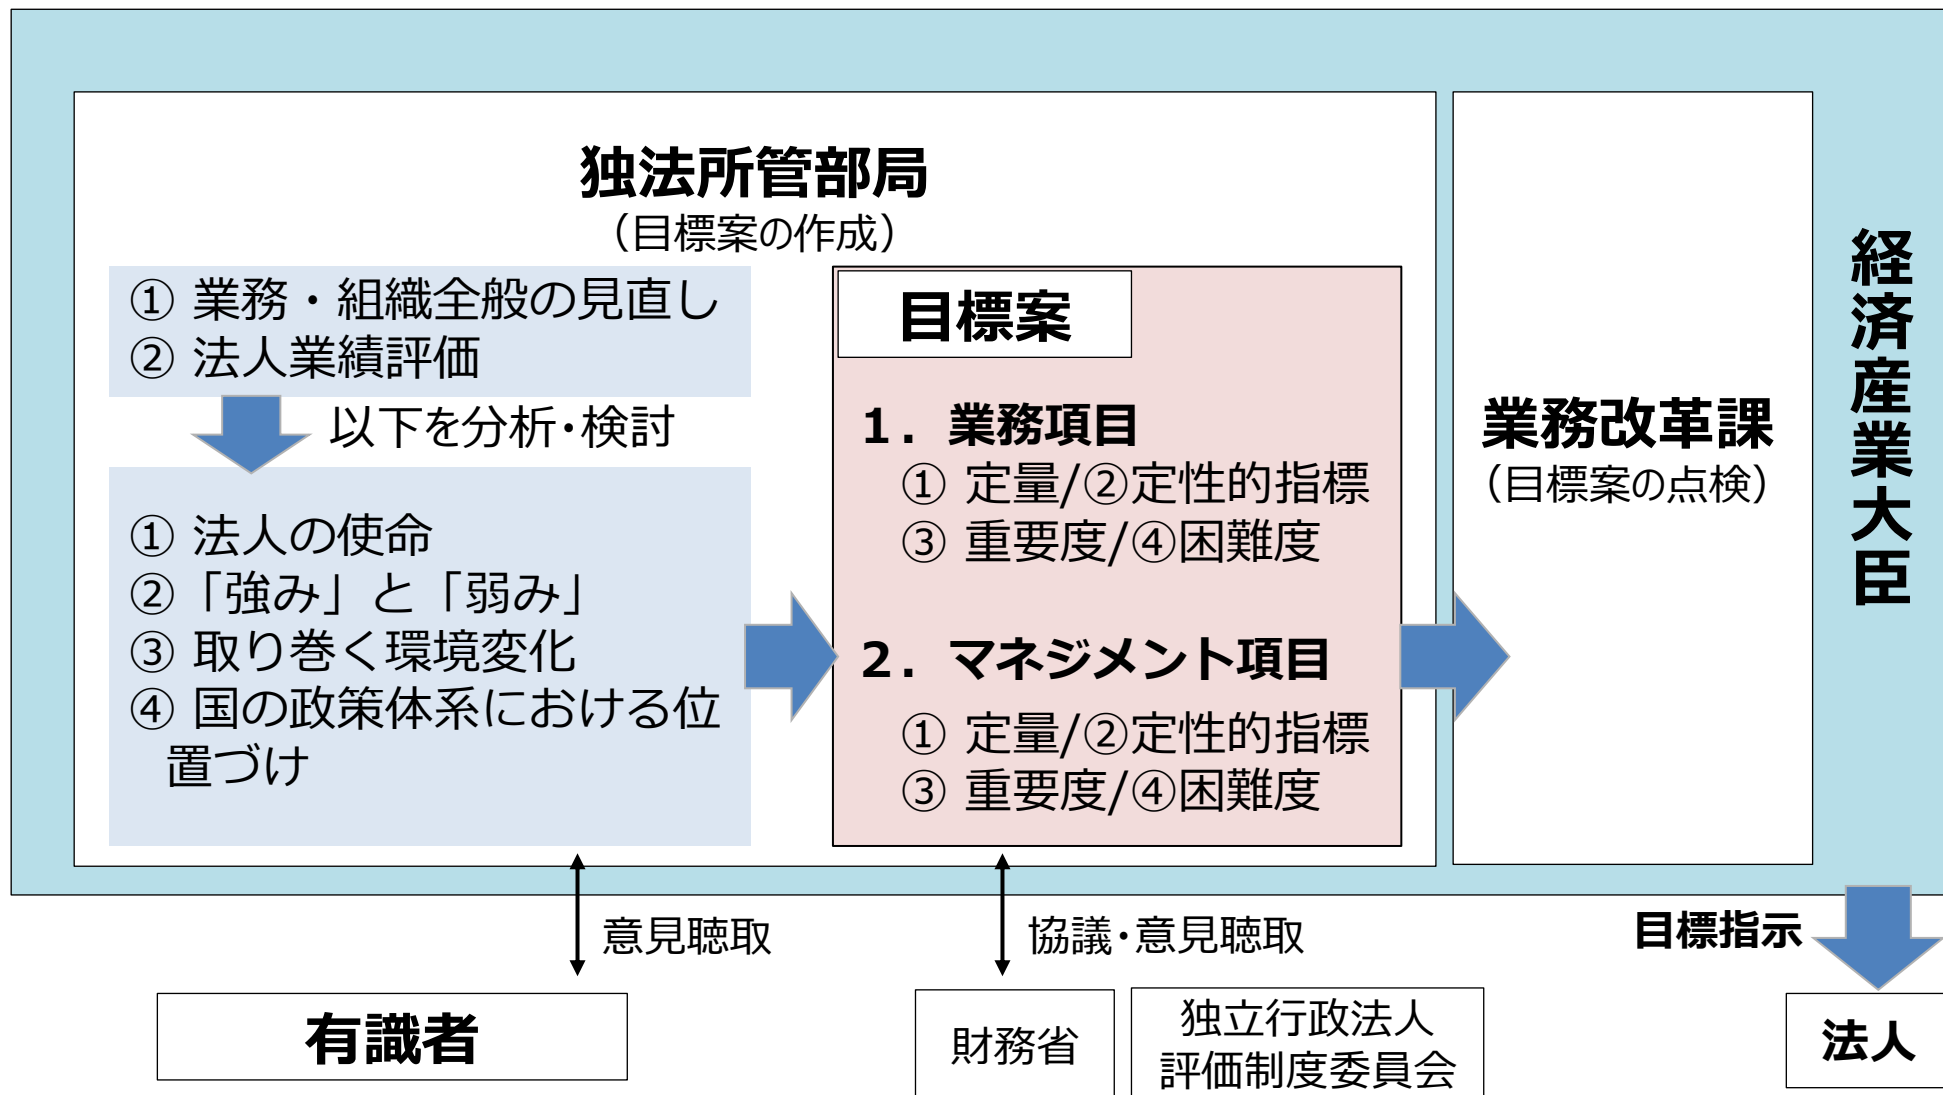 独法所管部局
（目標案の作成）
① 業務・組織全般の見直し
② 法人業績評価
以下を分析・検討
① 法人の使命
②「強み」と「弱み」
③ 取り巻く環境変化
④ 国の政策体系における位
置づけ
目標案
１．業務項目
① 定量/②定性的指標
③ 重要度/④困難度
２．マネジメント項目
① 定量/②定性的指標
③ 重要度/④困難度
業務改革課
（目標案の点検）
経済産業大臣
意見聴取
協議・意見聴取
目標指示
有識者
財務省
独立行政法人
評価制度委員会
法人